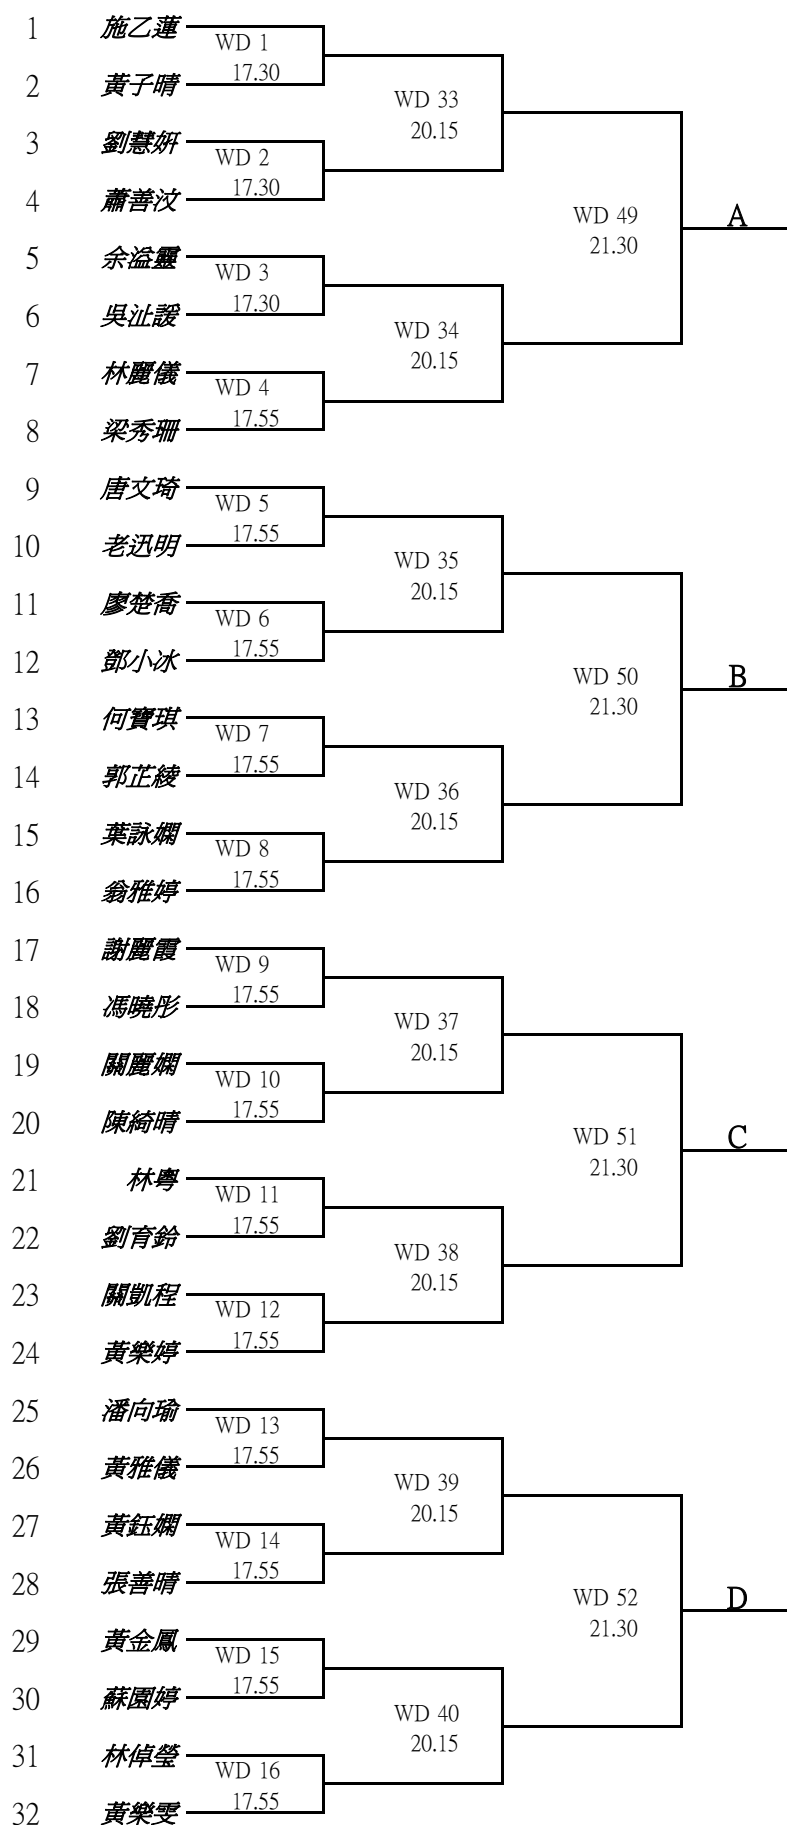 1 施乙蓮
WD 1
17.30
2 黃子晴
WD 33
20.15
3 劉慧妍
WD 2
17.30
4 蕭善汶
WD 49
21.30
A
5 余溢靈
WD 3
17.30
6 吳沚諼
WD 34
20.15
7 林麗儀
WD 4
17.55
8 梁秀珊
9 唐文琦
WD 5
17.55
10 老迅明
WD 35
20.15
11 廖楚喬
WD 6
17.55
12 鄧小冰
WD 50
21.30
B
13 何寶琪
WD 7
17.55
14 郭芷綾
WD 36
20.15
15 葉詠嫻
WD 8
17.55
16 翁雅婷
17 謝麗霞
WD 9
17.55
18 馮曉彤
WD 37
20.15
19 關麗嫻
WD 10
17.55
20 陳綺晴
WD 51
21.30
C
21 林粵
WD 11
17.55
22 劉育鈴
WD 38
20.15
23 關凱程
WD 12
17.55
24 黃樂婷
25 潘向瑜
WD 13
17.55
26 黃雅儀
WD 39
20.15
27 黃鈺嫻
WD 14
17.55
28 張善晴
WD 52
21.30
D
29 黃金鳳
WD 15
17.55
30 蘇園婷
WD 40
20.15
31 林倬瑩
WD 16
17.55
32 黃樂雯